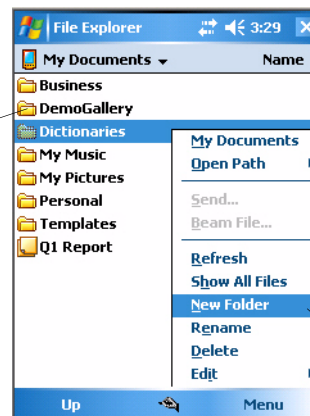 File Explorer 3:29
My Documents Name
Business
DemoGallery
Dictionaries
My Music
My Pictures
Personal
Templates
Q1 Report
My Documents
Open Path
Send...
Beam File...
Refresh
Show All Files
New Folder
Rename
Delete
Edit
Up Menu